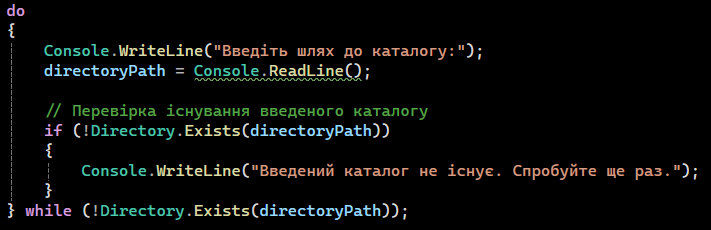 do
{
    Console.WriteLine("Введіть шлях до каталогу:");
    directoryPath = Console.ReadLine();

    // Перевірка існування введеного каталогу
    if (!Directory.Exists(directoryPath))
    {
        Console.WriteLine("Введений каталог не існує. Спробуйте ще раз.");
    }
} while (!Directory.Exists(directoryPath));